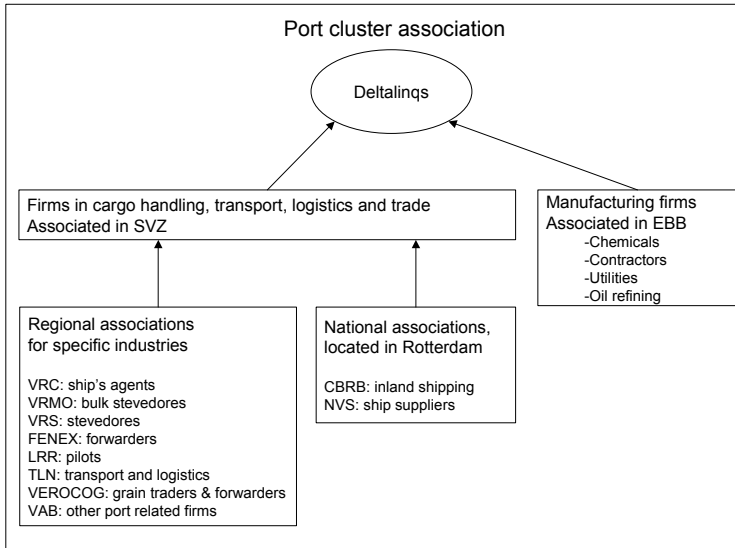 Port cluster association
Deltalinqs
Firms in cargo handling, transport, logistics and trade
Associated in SVZ
Manufacturing firms
Associated in EBB
-Chemicals
-Contractors
-Utilities
-Oil refining
Regional associations
for specific industries
VRC: ship's agents
VRMO: bulk stevedores
VRS: stevedores
FENEX: forwarders
LRR: pilots
TLN: transport and logistics
VEROCOG: grain traders & forwarders
VAB: other port related firms
National associations,
located in Rotterdam
CBRB: inland shipping
NVS: ship suppliers